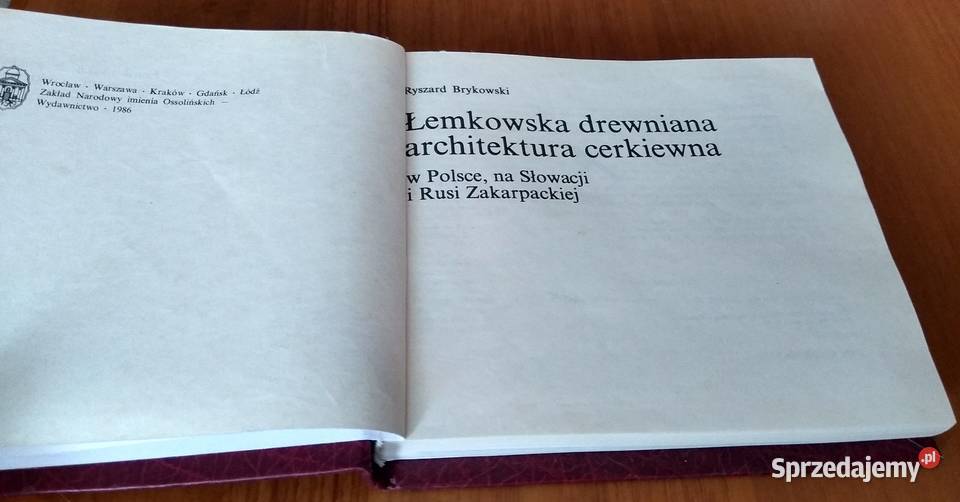 Wrocław · Warszawa · Kraków · Gdańsk · Łódź
Zakład Narodowy imienia Ossolińskich —
Wydawnictwo · 1986
Ryszard Brykowski
Łemkowska drewniana
architektura cerkiewna
w Polsce, na Słowacji
i Rusi Zakarpackiej
Sprzedajemy.pl